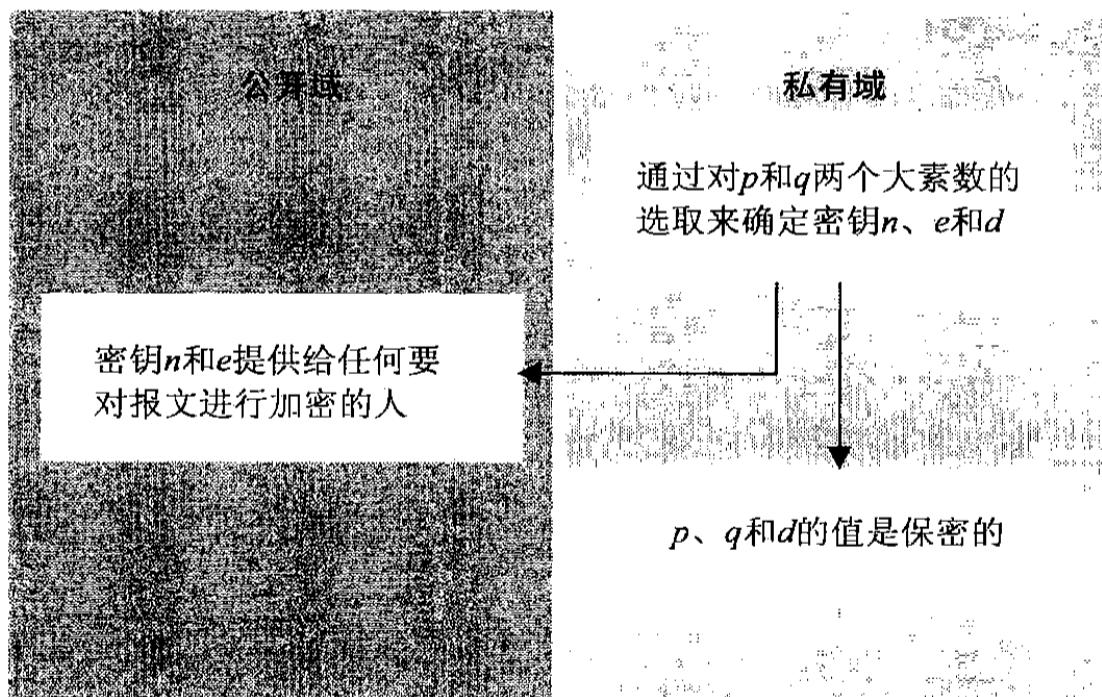 公开域
私有域
通过对p和q两个大素数的
选取来确定密钥n、e和d
密钥n和e提供给任何要
对报文进行加密的人
p、q和d的值是保密的